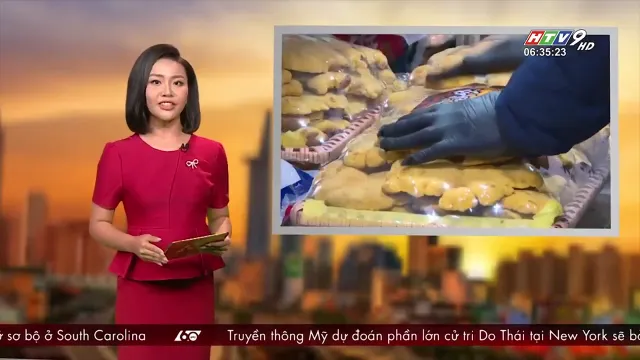 HTV9 HD
06:35:23
ử sơ bộ ở South Carolina 60 Truyền thông Mỹ dự đoán phần lớn cử tri Do Thái tại New York sẽ b